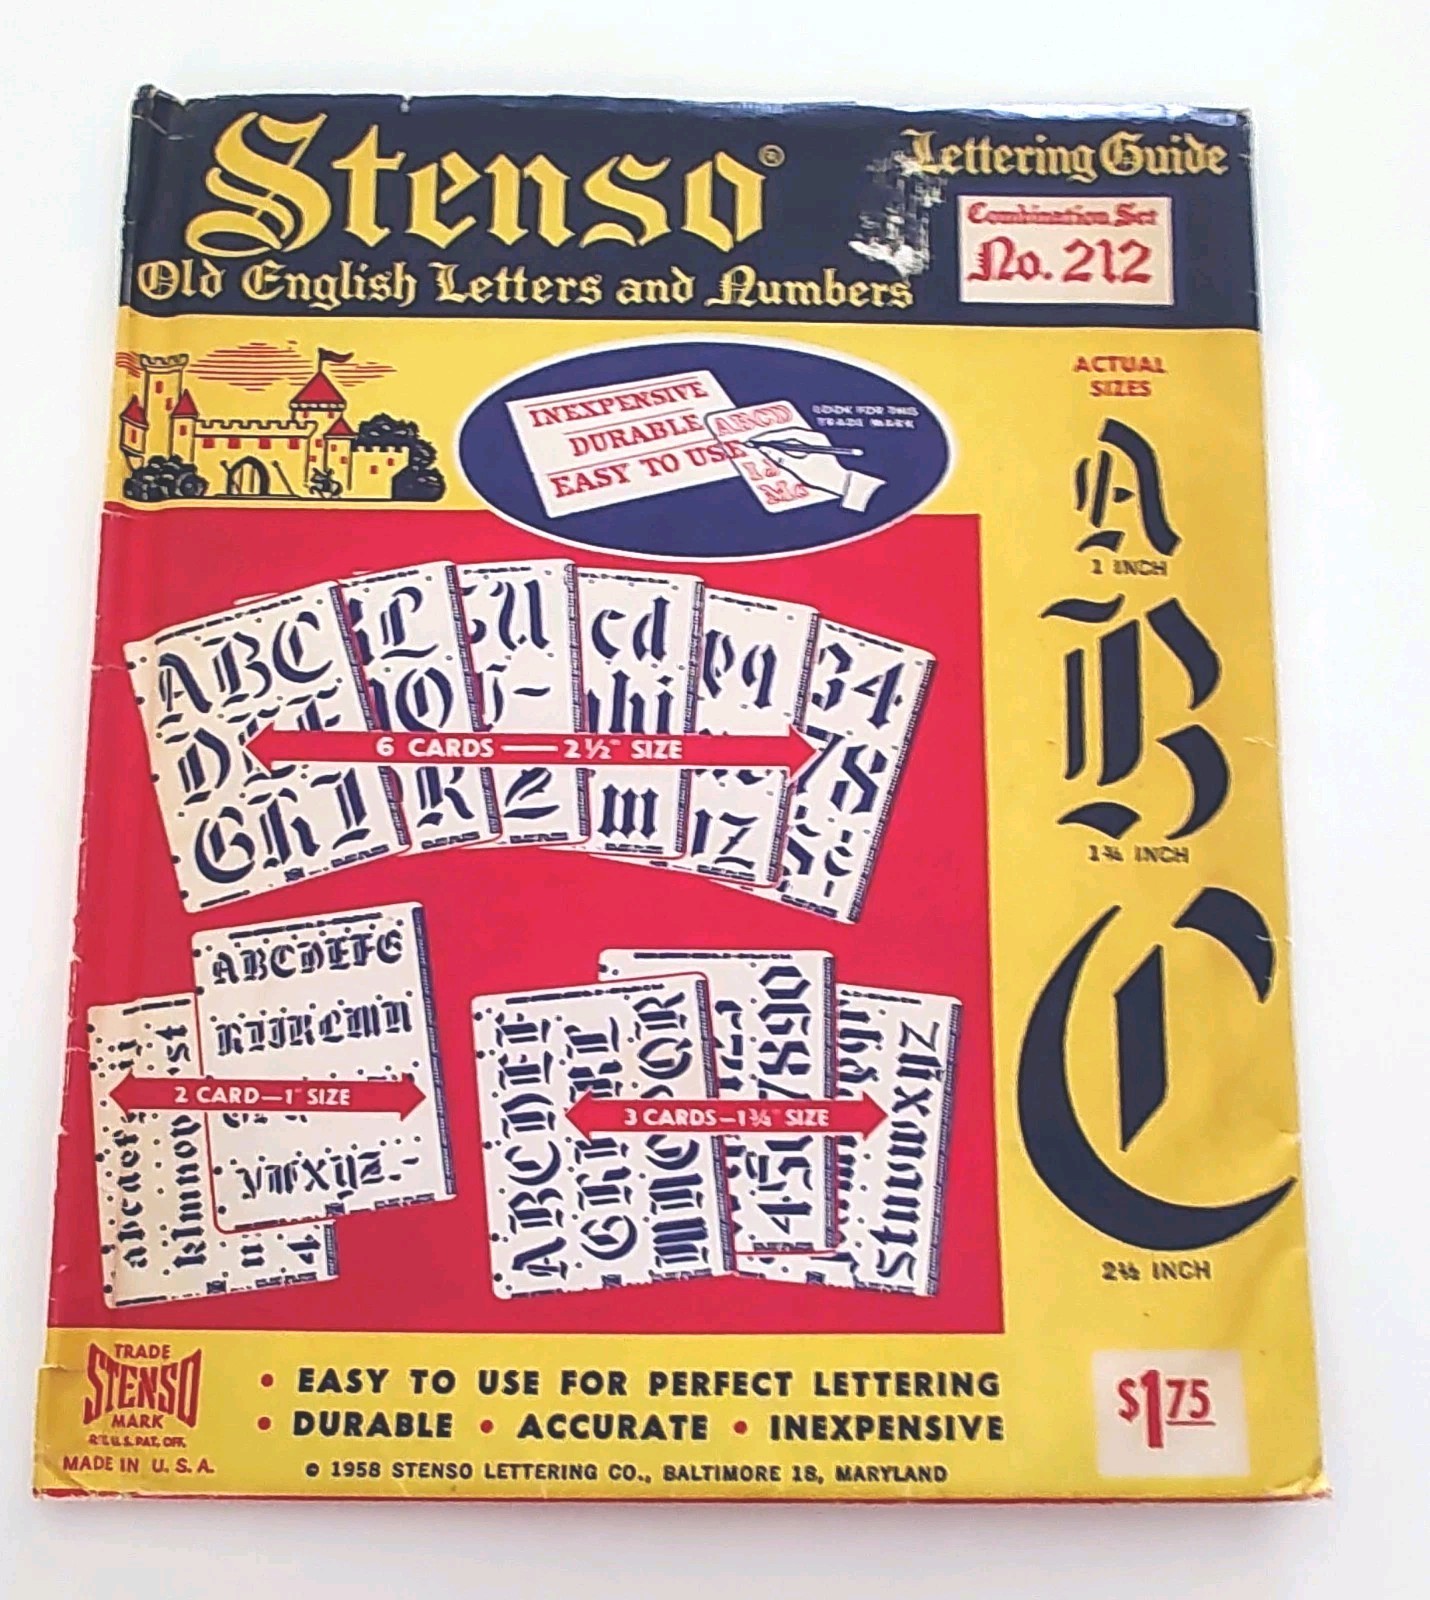 Stenso®
Old English Letters and Numbers
Lettering Guide
Combination Set
No. 212
INEXPENSIVE
DURABLE
EASY TO USE
ABCD
LOOK FOR THIS
TRADE MARK
ACTUAL
SIZES
A
1 INCH
B
1¾ INCH
C
2½ INCH
6 CARDS — 2½" SIZE
2 CARD—1" SIZE
3 CARDS—1¾" SIZE
TRADE
STENSO
MARK
MADE IN U. S. A.
• EASY TO USE FOR PERFECT LETTERING
• DURABLE • ACCURATE • INEXPENSIVE
© 1958 STENSO LETTERING CO., BALTIMORE 18, MARYLAND
$1.75